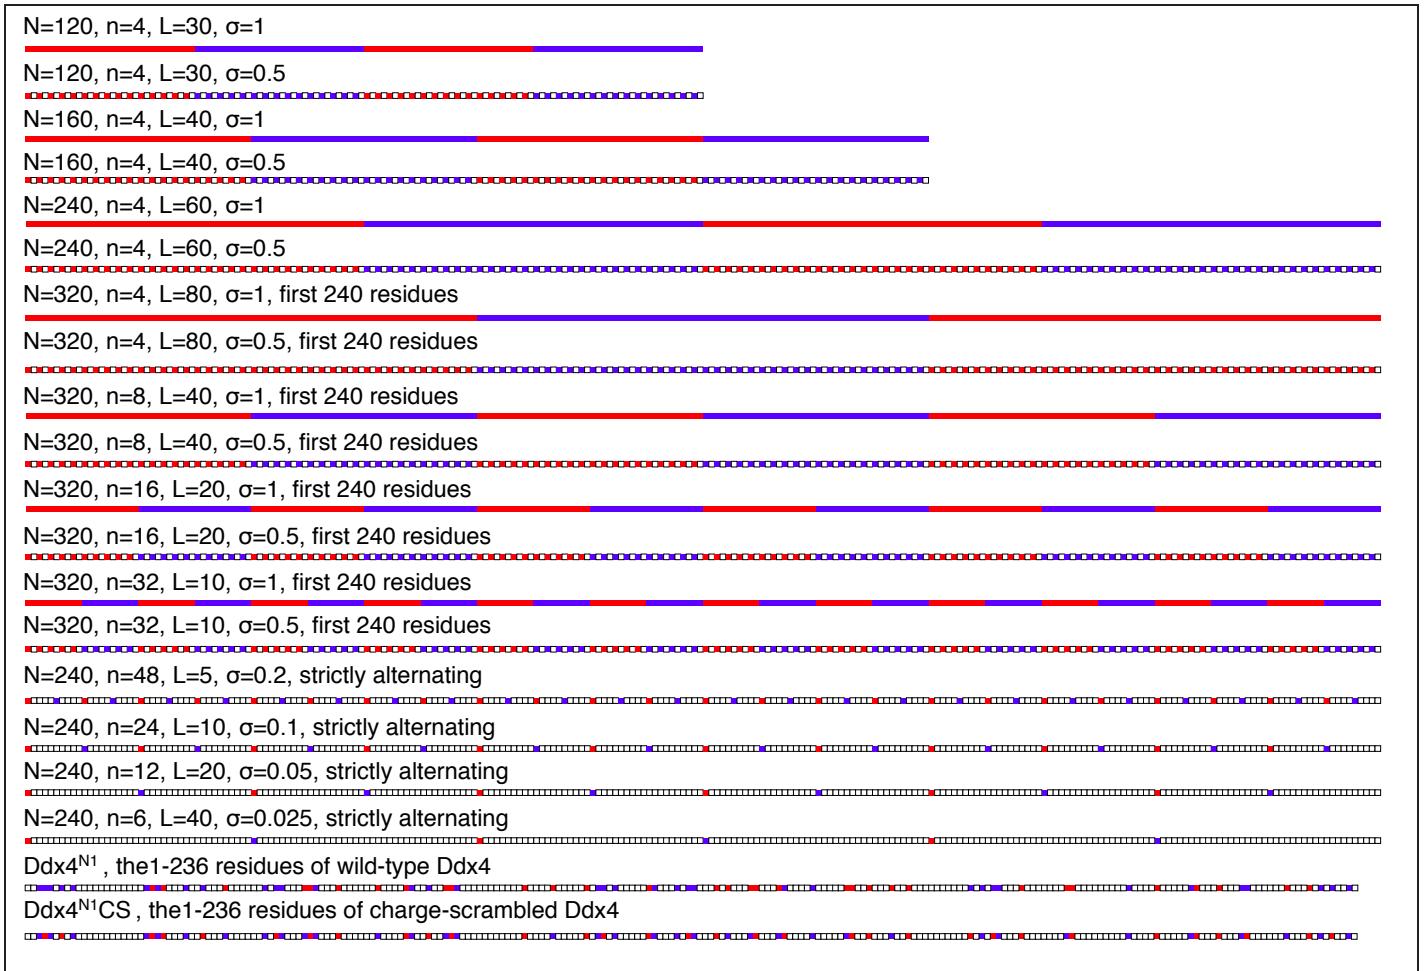 N=120, n=4, L=30, σ=1
N=120, n=4, L=30, σ=0.5
N=160, n=4, L=40, σ=1
N=160, n=4, L=40, σ=0.5
N=240, n=4, L=60, σ=1
N=240, n=4, L=60, σ=0.5
N=320, n=4, L=80, σ=1, first 240 residues
N=320, n=4, L=80, σ=0.5, first 240 residues
N=320, n=8, L=40, σ=1, first 240 residues
N=320, n=8, L=40, σ=0.5, first 240 residues
N=320, n=16, L=20, σ=1, first 240 residues
N=320, n=16, L=20, σ=0.5, first 240 residues
N=320, n=32, L=10, σ=1, first 240 residues
N=320, n=32, L=10, σ=0.5, first 240 residues
N=240, n=48, L=5, σ=0.2, strictly alternating
N=240, n=24, L=10, σ=0.1, strictly alternating
N=240, n=12, L=20, σ=0.05, strictly alternating
N=240, n=6, L=40, σ=0.025, strictly alternating
Ddx4ᴺ¹ , the1-236 residues of wild-type Ddx4
Ddx4ᴺ¹CS , the1-236 residues of charge-scrambled Ddx4